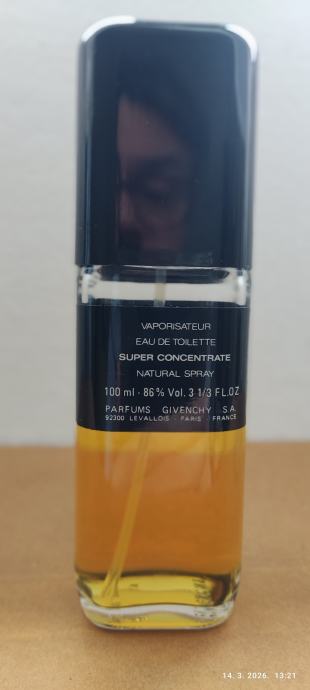 VAPORISATEUR
EAU DE TOILETTE
SUPER CONCENTRATE
NATURAL SPRAY
100 ml · 86% Vol. 3 1/3 FL.OZ
PARFUMS GIVENCHY S.A.
92300 LEVALLOIS - PARIS - FRANCE
14. 3. 2026. 13:21